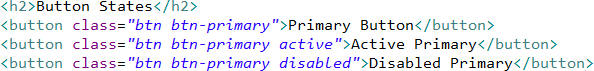 <h2>Button States</h2>
<button class="btn btn-primary">Primary Button</button>
<button class="btn btn-primary active">Active Primary</button>
<button class="btn btn-primary disabled">Disabled Primary</button>